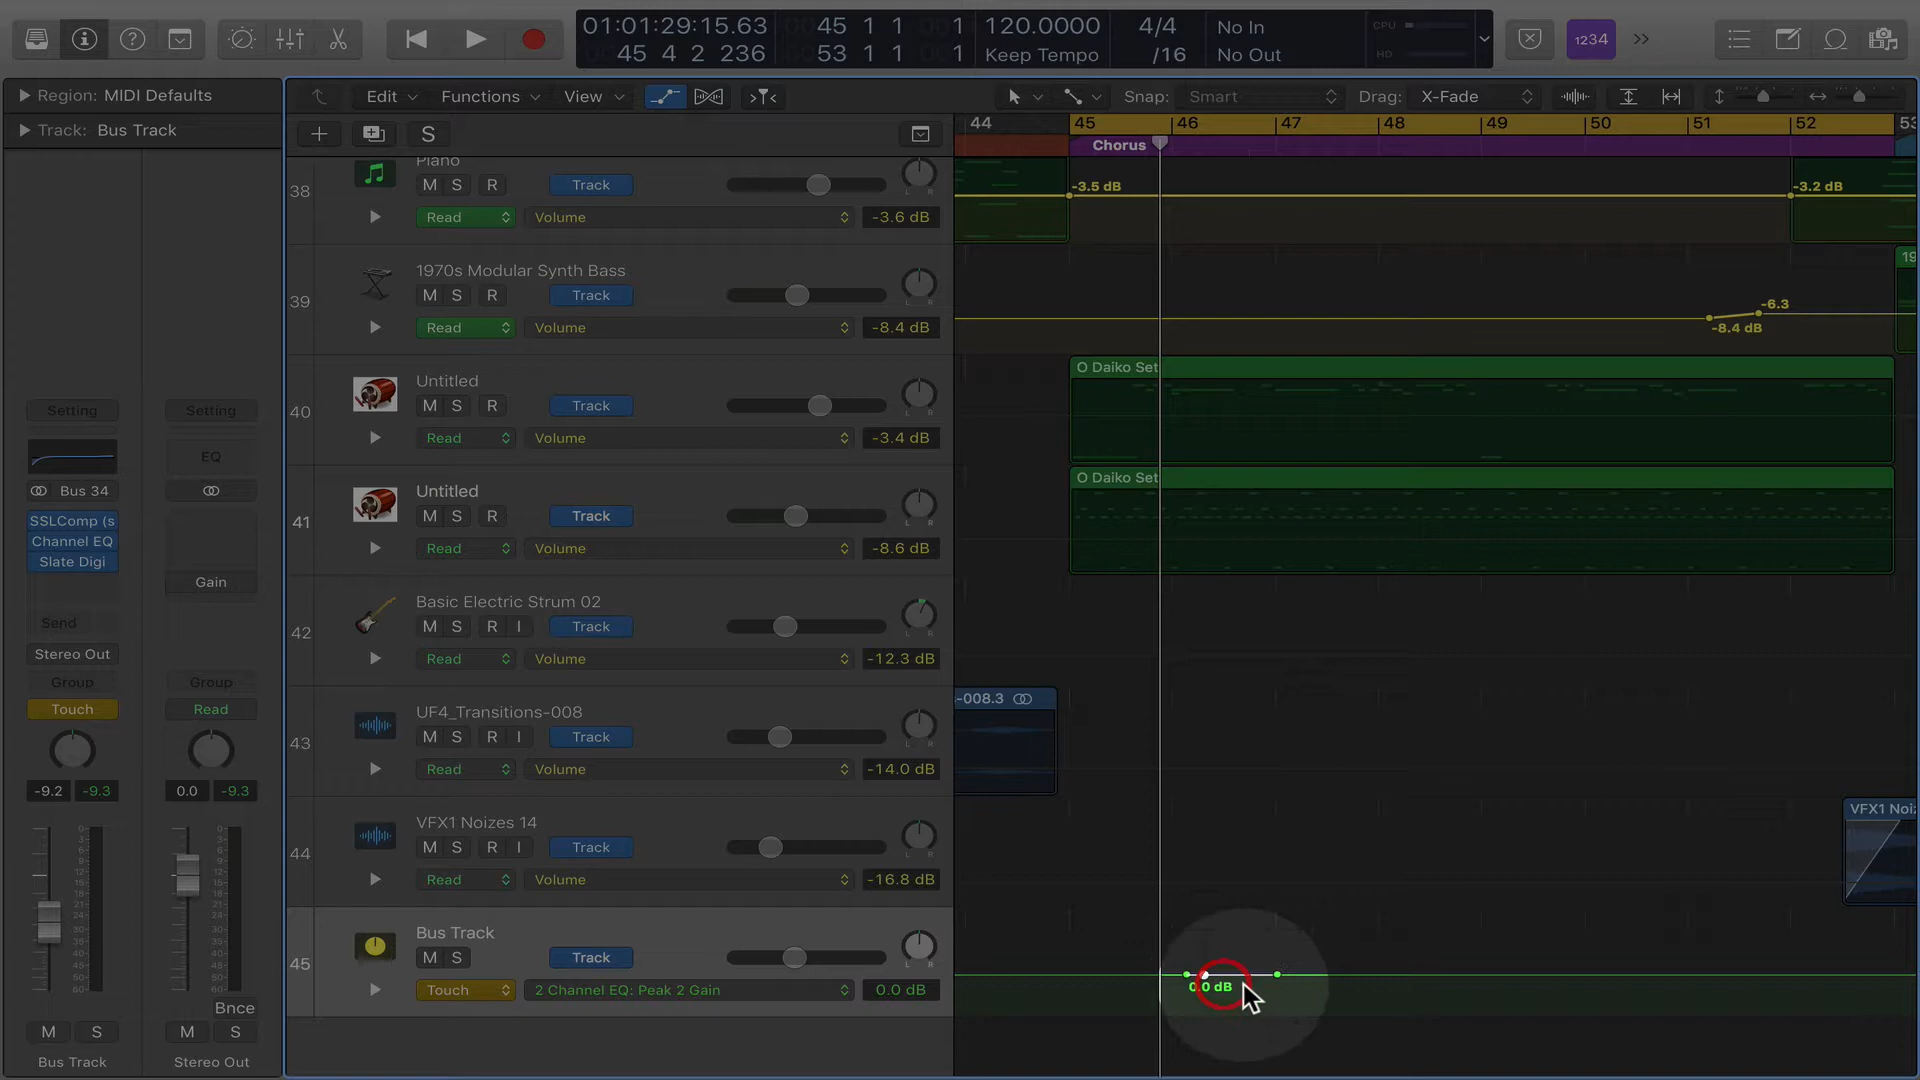 01:01:29:15.63 45 1 1 1 120.0000 4/4 No In CPU
45 4 2 236 53 1 1 1 Keep Tempo /16 No Out HD
1234
Region: MIDI Defaults
Track: Bus Track
Edit Functions View Snap: Smart Drag: X-Fade
S
44 45 46 47 48 49 50 51 52 53
Chorus
38 Piano
M S R Track
Read Volume -3.6 dB
-3.5 dB -3.2 dB
39 1970s Modular Synth Bass
M S R Track
Read Volume -8.4 dB
-6.3
-8.4 dB
19
40 Untitled
M S R Track
Read Volume -3.4 dB
O Daiko Set
41 Untitled
M S R Track
Read Volume -8.6 dB
O Daiko Set
42 Basic Electric Strum 02
M S R I Track
Read Volume -12.3 dB
43 UF4_Transitions-008
M S R I Track
Read Volume -14.0 dB
-008.3
44 VFX1 Noizes 14
M S R I Track
Read Volume -16.8 dB
VFX1 Noiz
45 Bus Track
M S Track
Touch 2 Channel EQ: Peak 2 Gain 0.0 dB
0.0 dB
Setting Setting
EQ
Bus 34
SSLComp (s
Channel EQ
Slate Digi
Gain
Send
Stereo Out
Group Group
Touch Read
-9.2 -9.3 0.0 -9.3
Bnce
M S M S
Bus Track Stereo Out